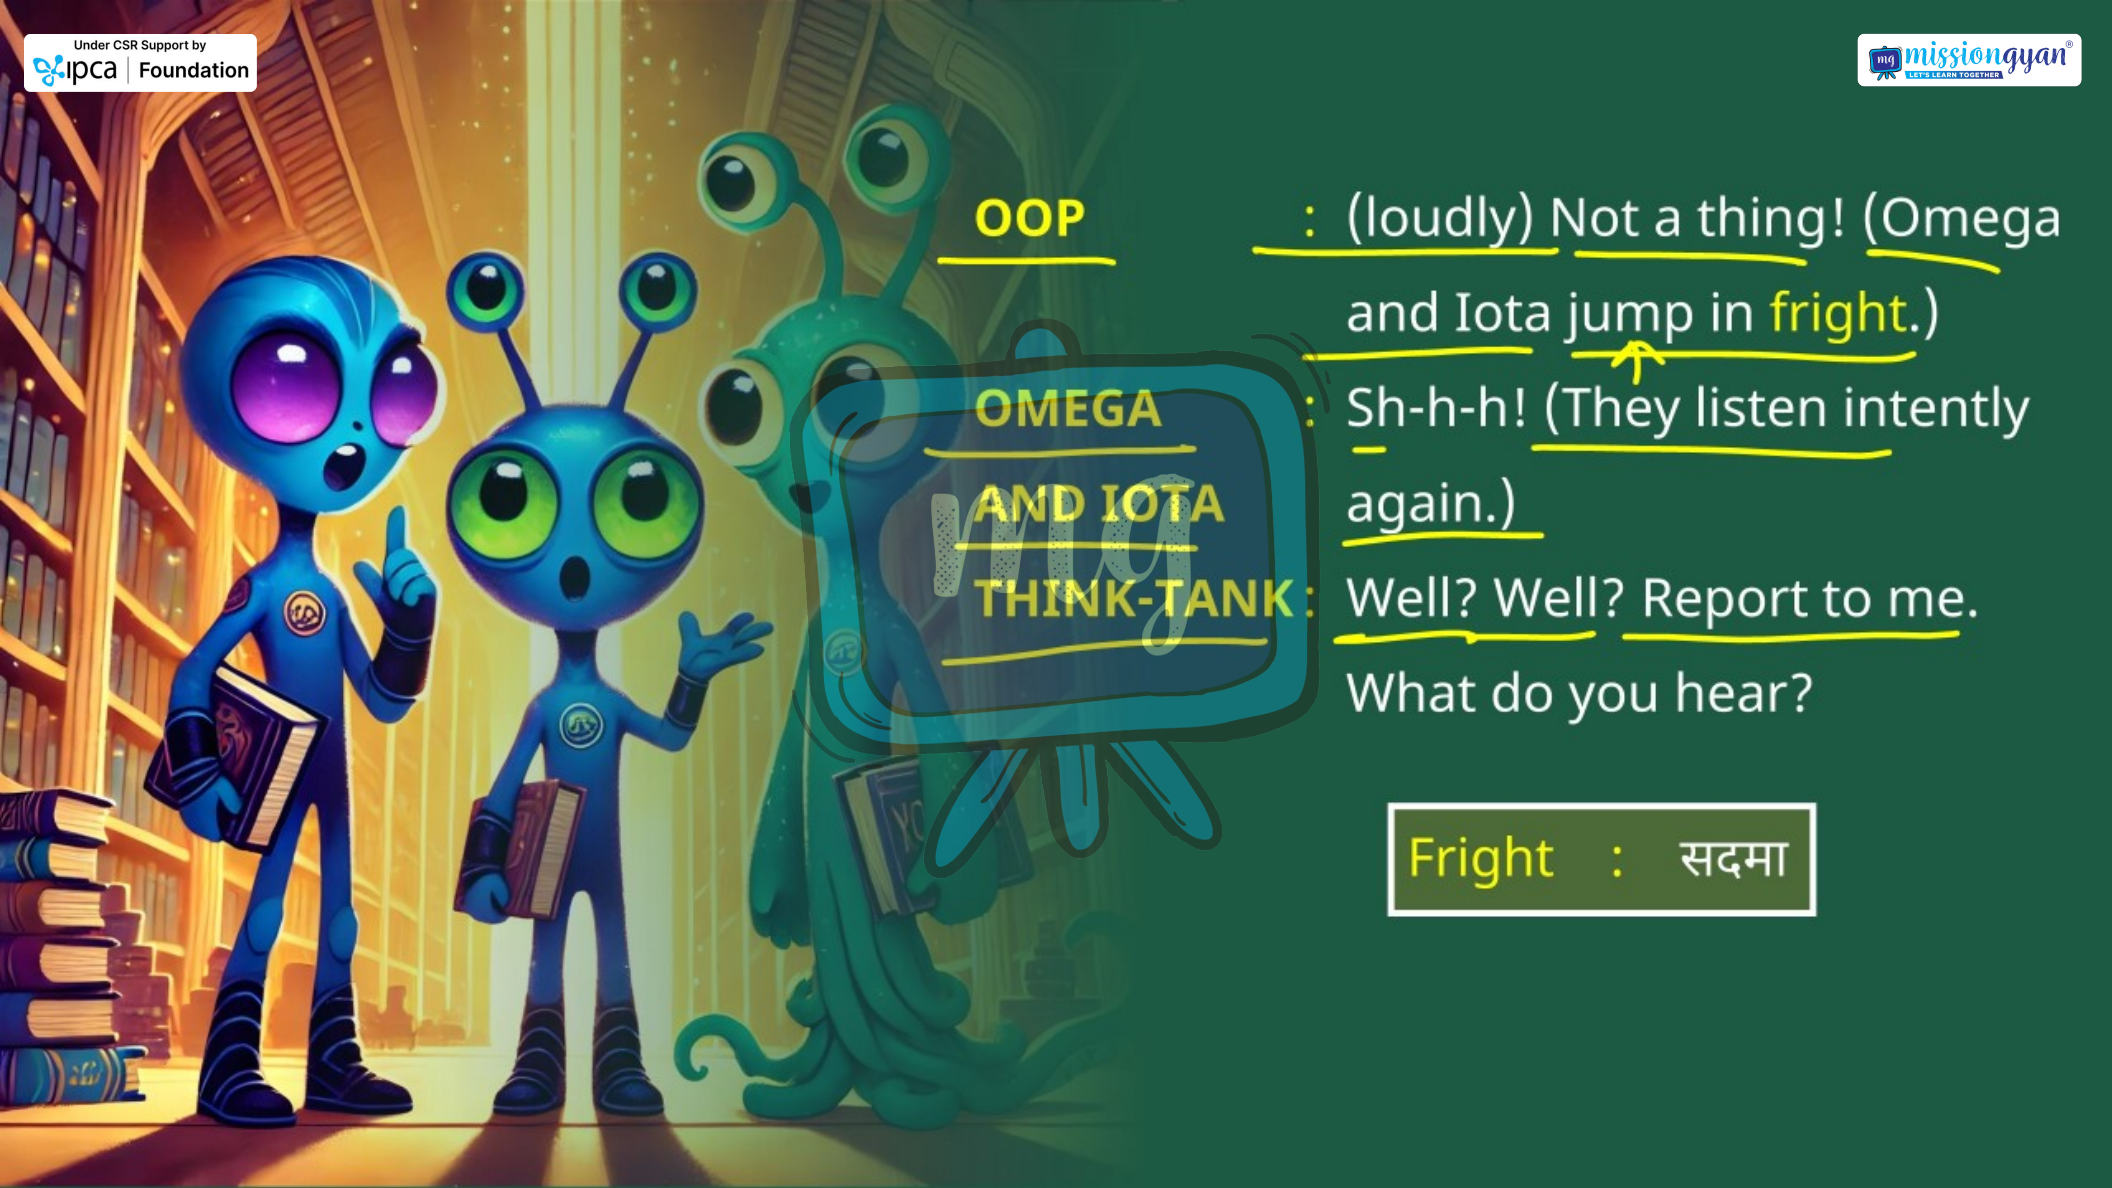 Under CSR Support by
ipca | Foundation
mg missiongyan®
LET'S LEARN TOGETHER
OOP : (loudly) Not a thing! (Omega
and Iota jump in fright.)
OMEGA : Sh-h-h! (They listen intently
AND IOTA again.)
THINK-TANK : Well? Well? Report to me.
What do you hear?
mg
Fright : सदमा